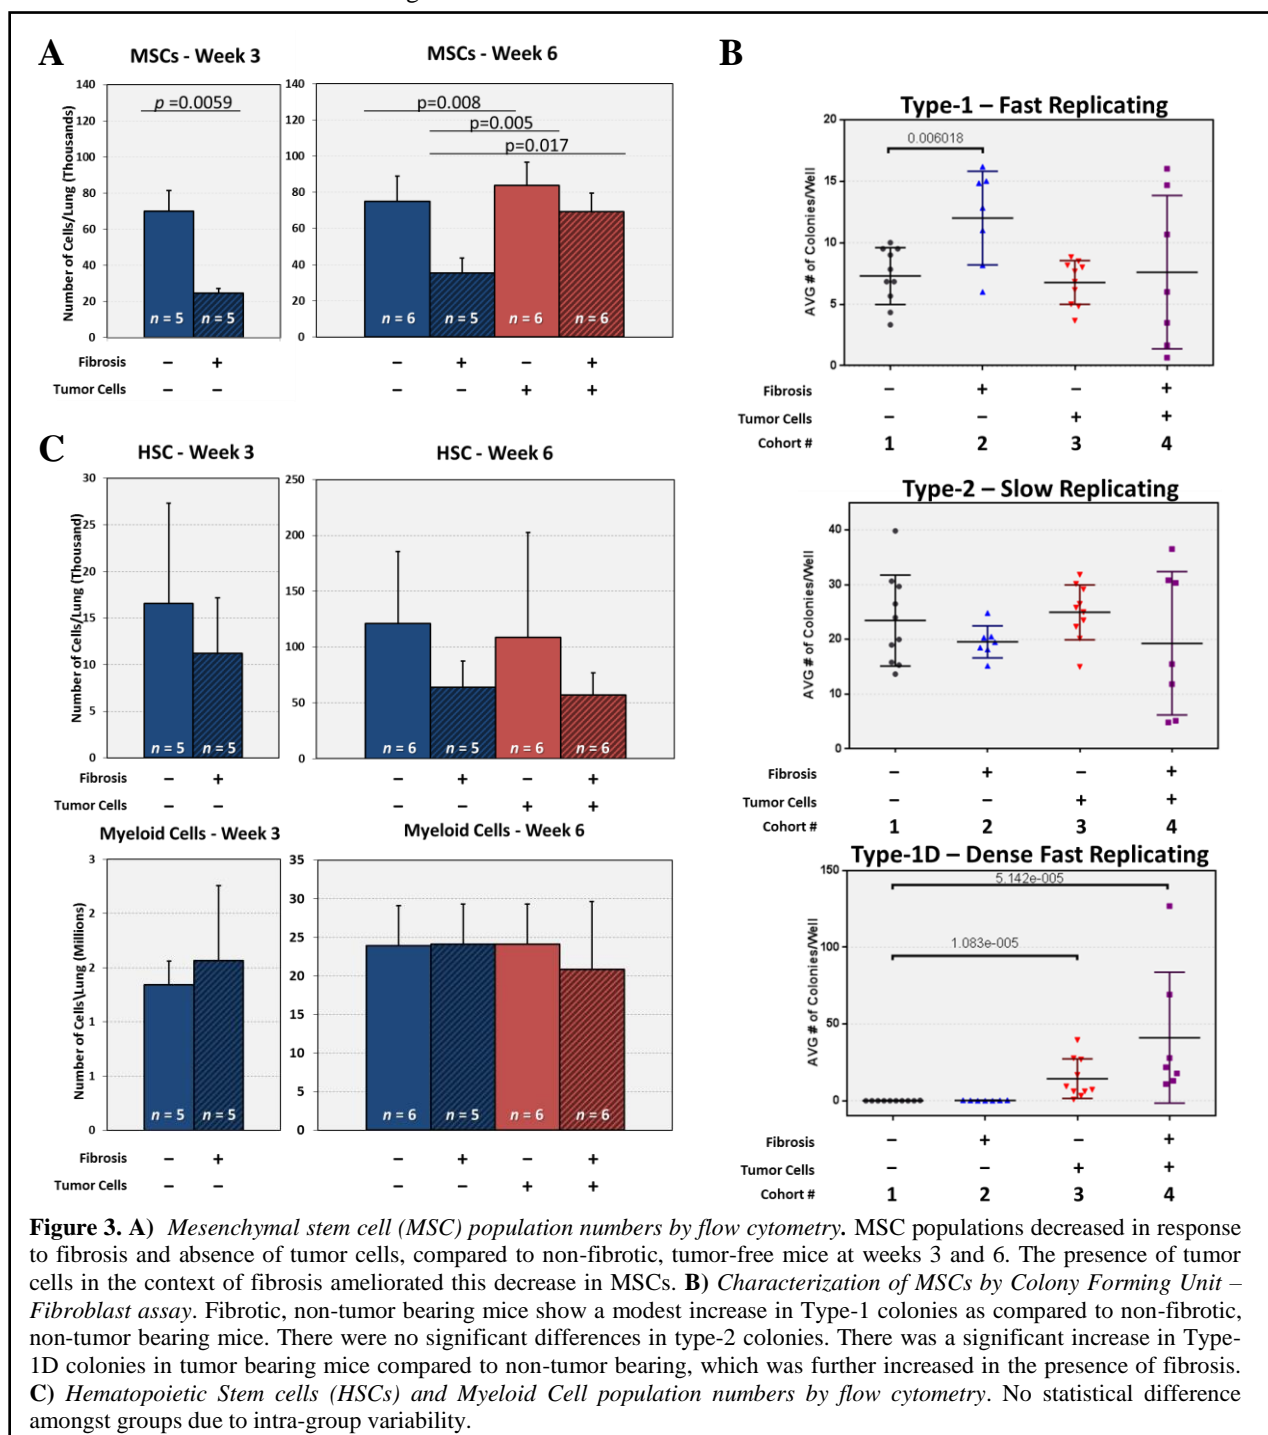 A
MSCs - Week 3
MSCs - Week 6
140
120
100
80
60
40
20
0
Number of Cells/Lung (Thousands)
p =0.0059
n = 5
n = 5
140
120
100
80
60
40
20
0
p=0.008
p=0.005
p=0.017
n = 6
n = 5
n = 6
n = 6
Fibrosis − + − + − +
Tumor Cells − − − − + +
B
Type-1 – Fast Replicating
20
15
10
5
0
AVG # of Colonies/Well
0.006018
Fibrosis − + − +
Tumor Cells − − + +
Cohort # 1 2 3 4
C
HSC - Week 3
HSC - Week 6
30
25
20
15
10
5
0
Number of Cells/Lung (Thousand)
n = 5
n = 5
250
200
150
100
50
0
n = 6
n = 5
n = 6
n = 6
Fibrosis − + − + − +
Tumor Cells − − − − + +
Type-2 – Slow Replicating
40
30
20
10
0
AVG # of Colonies/Well
Fibrosis − + − +
Tumor Cells − − + +
Cohort # 1 2 3 4
Myeloid Cells - Week 3
Myeloid Cells - Week 6
3
2
2
1
1
0
Number of Cells\Lung (Millions)
n = 5
n = 5
35
30
25
20
15
10
5
0
n = 6
n = 5
n = 6
n = 6
Fibrosis − + − + − +
Tumor Cells − − − − + +
Type-1D – Dense Fast Replicating
150
100
50
0
AVG # of Colonies/Well
5.142e-005
1.083e-005
Fibrosis − + − +
Tumor Cells − − + +
Cohort # 1 2 3 4
Figure 3. A) Mesenchymal stem cell (MSC) population numbers by flow cytometry. MSC populations decreased in response
to fibrosis and absence of tumor cells, compared to non-fibrotic, tumor-free mice at weeks 3 and 6. The presence of tumor
cells in the context of fibrosis ameliorated this decrease in MSCs. B) Characterization of MSCs by Colony Forming Unit –
Fibroblast assay. Fibrotic, non-tumor bearing mice show a modest increase in Type-1 colonies as compared to non-fibrotic,
non-tumor bearing mice. There were no significant differences in type-2 colonies. There was a significant increase in Type-
1D colonies in tumor bearing mice compared to non-tumor bearing, which was further increased in the presence of fibrosis.
C) Hematopoietic Stem cells (HSCs) and Myeloid Cell population numbers by flow cytometry. No statistical difference
amongst groups due to intra-group variability.